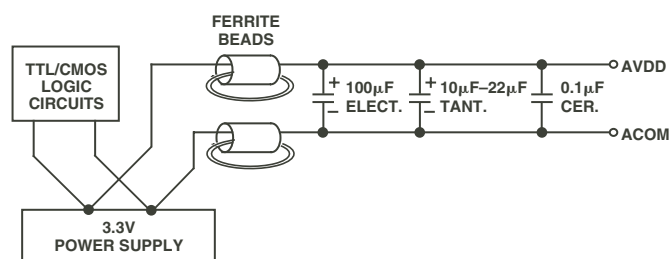 FERRITE
BEADS
TTL/CMOS
LOGIC
CIRCUITS
+ 100μF
– ELECT.
+ 10μF–22μF
– TANT.
0.1μF
CER.
AVDD
ACOM
3.3V
POWER SUPPLY